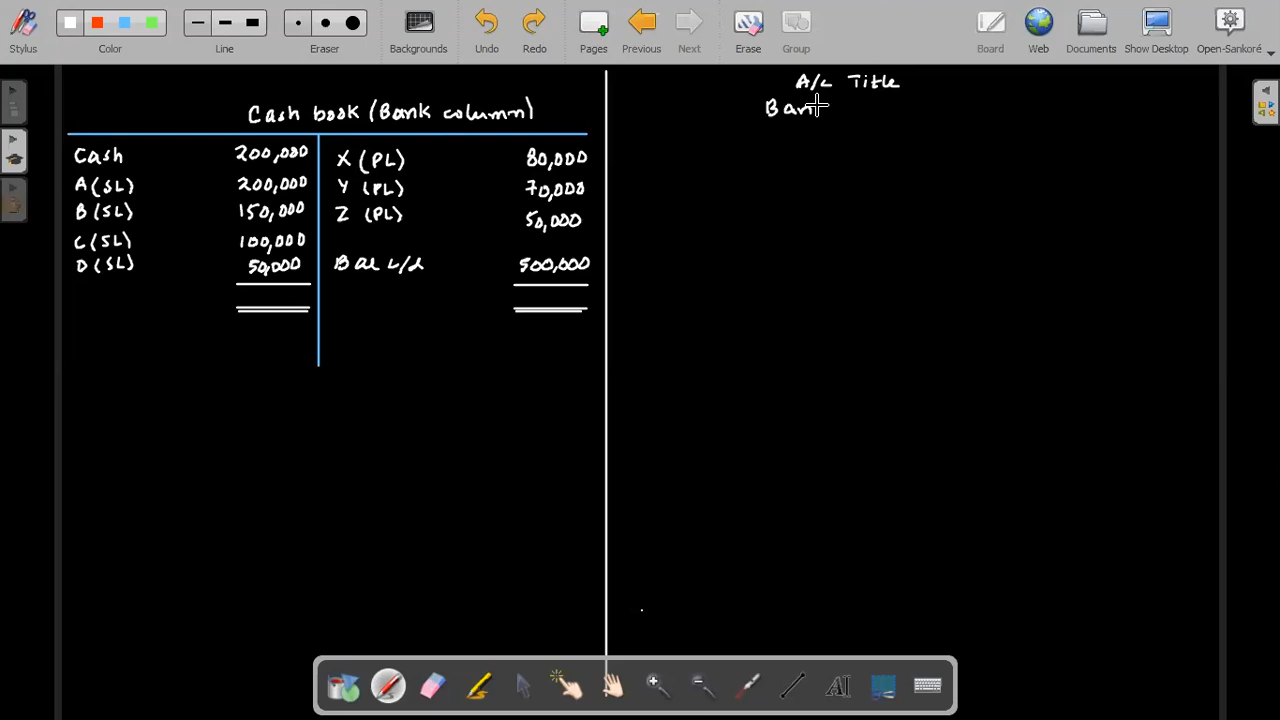 Stylus
Color
Line
Eraser
Backgrounds
Undo
Redo
Pages
Previous
Next
Erase
Group
Board
Web
Documents
Show Desktop
Open-Sankoré
Cash book (Bank column)
Cash 200,000 X (PL) 80,000
A (SL) 200,000 Y (PL) 70,000
B (SL) 150,000 Z (PL) 50,000
C (SL) 100,000
D (SL) 50,000 Bal c/d 500,000
A/C Title
Ban